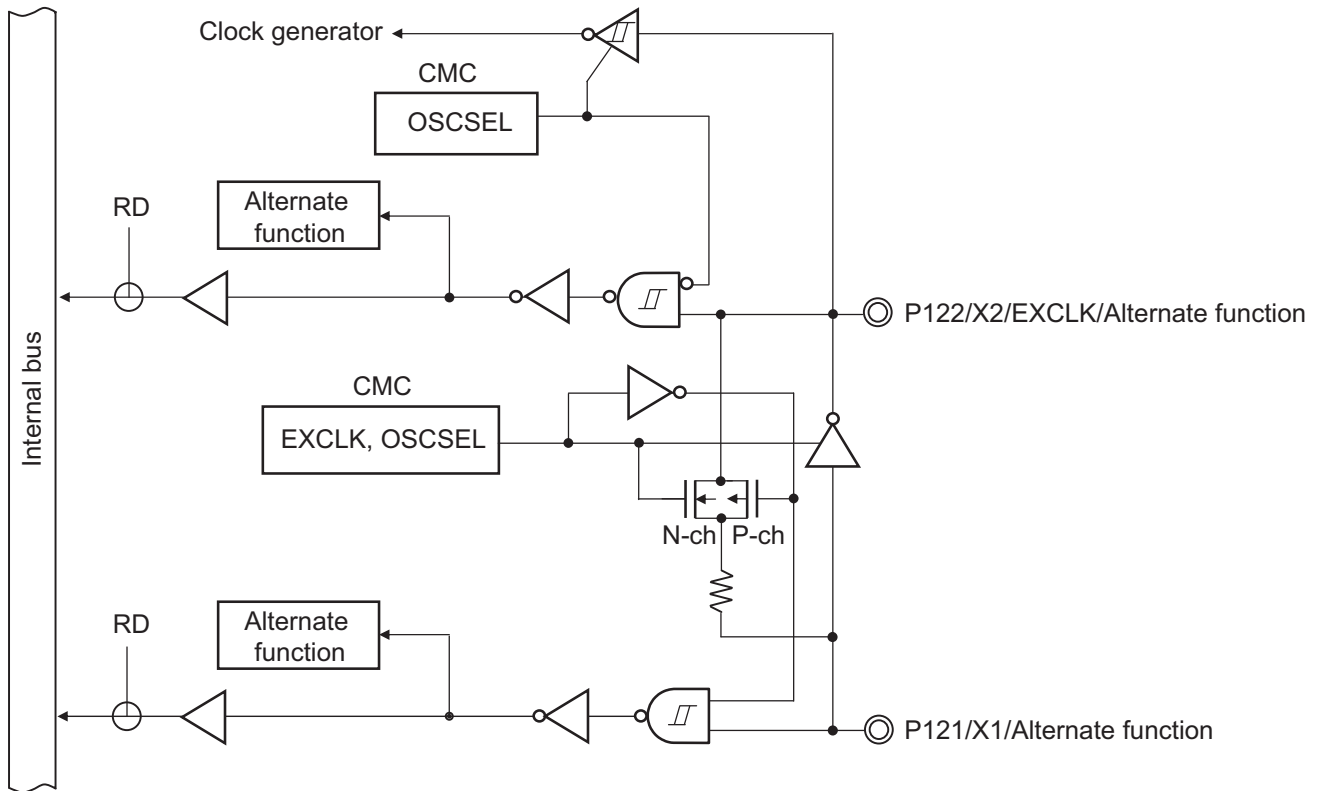 Clock generator
CMC
OSCSEL
RD
Alternate
function
P122/X2/EXCLK/Alternate function
Internal bus
CMC
EXCLK, OSCSEL
N-ch
P-ch
RD
Alternate
function
P121/X1/Alternate function